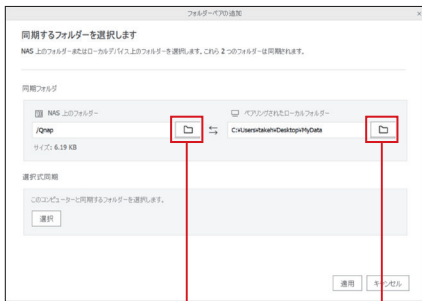 フォルダーペアの追加
×
同期するフォルダーを選択します
NAS 上のフォルダーまたはローカルデバイス上のフォルダーを選択します。これら 2 つのフォルダーは同期されます。
同期フォルダ
NAS 上のフォルダー
ペアリングされたローカルフォルダー
/Qnap
C:¥Users¥takeh¥Desktop¥MyData
サイズ: 6.19 KB
選択式同期
このコンピューターと同期するフォルダーを選択します。
選択
適用
キャンセル